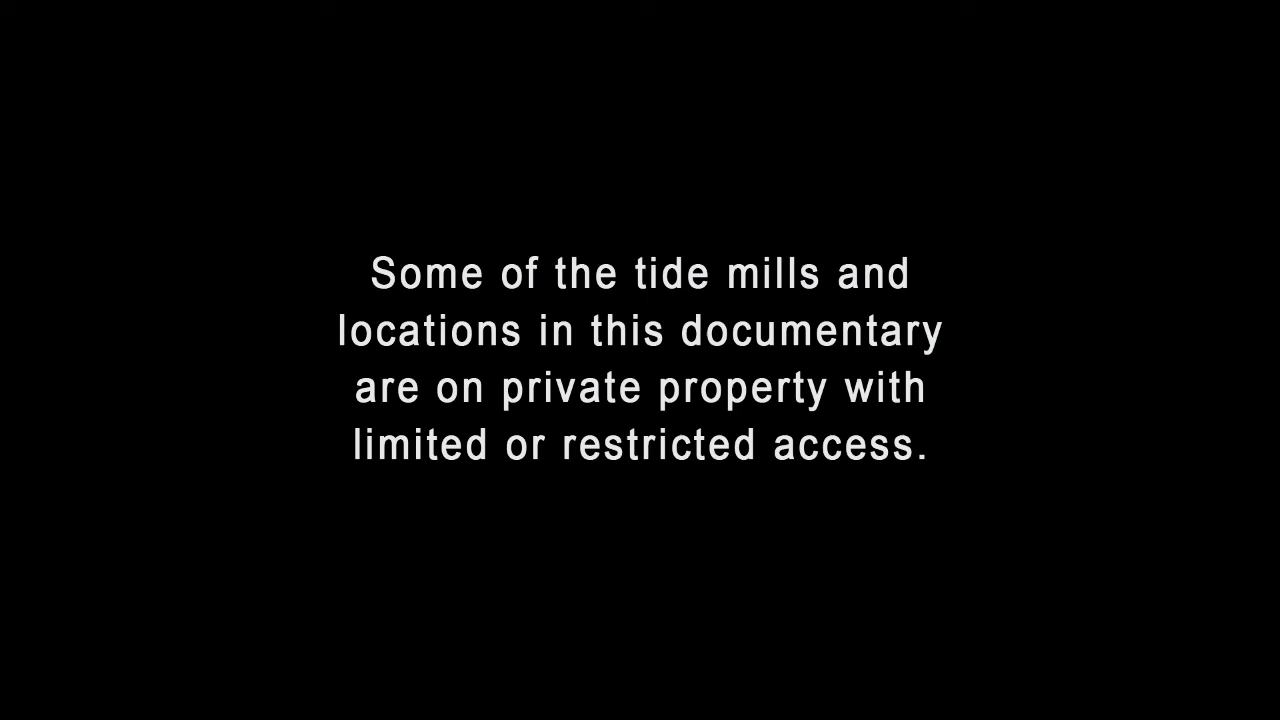 Some of the tide mills and
locations in this documentary
are on private property with
limited or restricted access.